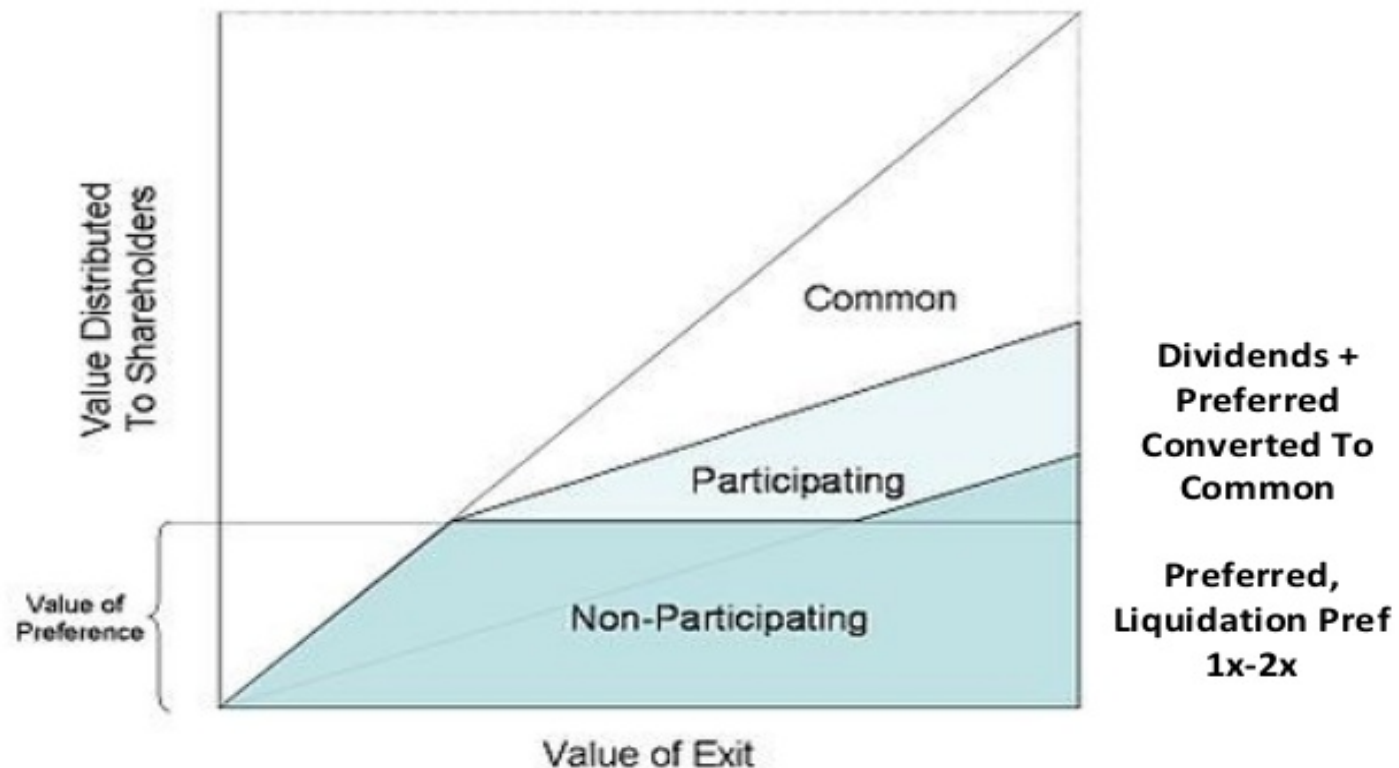 Value Distributed
To Shareholders
Common
Dividends +
Preferred
Converted To
Common
Participating
Value of
Preference
Non-Participating
Preferred,
Liquidation Pref
1x-2x
Value of Exit